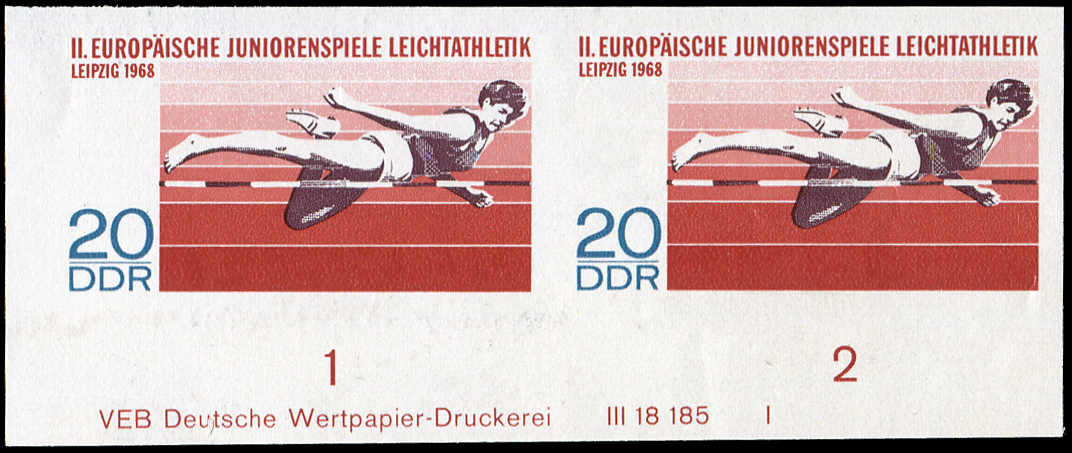 II. EUROPÄISCHE JUNIORENSPIELE LEICHTATHLETIK
LEIPZIG 1968
20
DDR
II. EUROPÄISCHE JUNIORENSPIELE LEICHTATHLETIK
LEIPZIG 1968
20
DDR
1 2
VEB Deutsche Wertpapier-Druckerei III 18 185 I